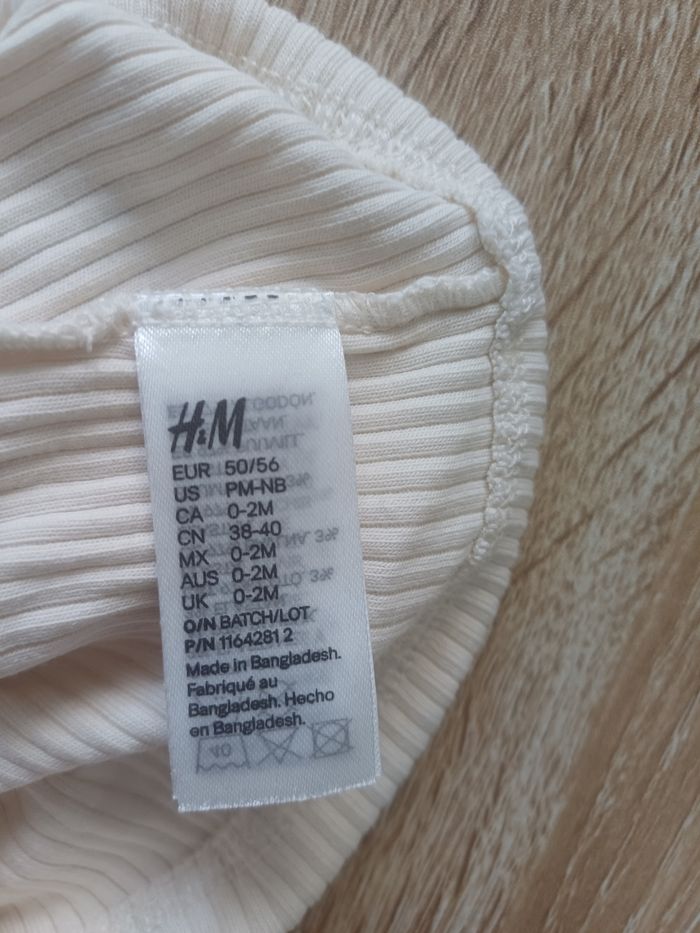 H&M
EUR 50/56
US PM-NB
CA 0-2M
CN 38-40
MX 0-2M
AUS 0-2M
UK 0-2M
O/N BATCH/LOT
P/N 1164281 2
Made in Bangladesh.
Fabriqué au
Bangladesh. Hecho
en Bangladesh.
40